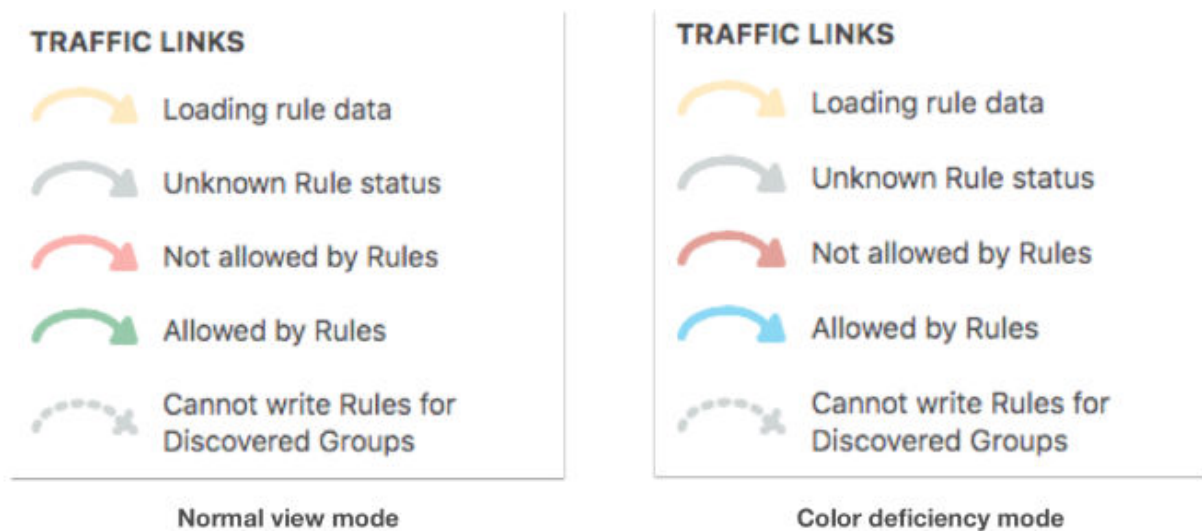 TRAFFIC LINKS
Loading rule data
Unknown Rule status
Not allowed by Rules
Allowed by Rules
Cannot write Rules for
Discovered Groups
Normal view mode
TRAFFIC LINKS
Loading rule data
Unknown Rule status
Not allowed by Rules
Allowed by Rules
Cannot write Rules for
Discovered Groups
Color deficiency mode